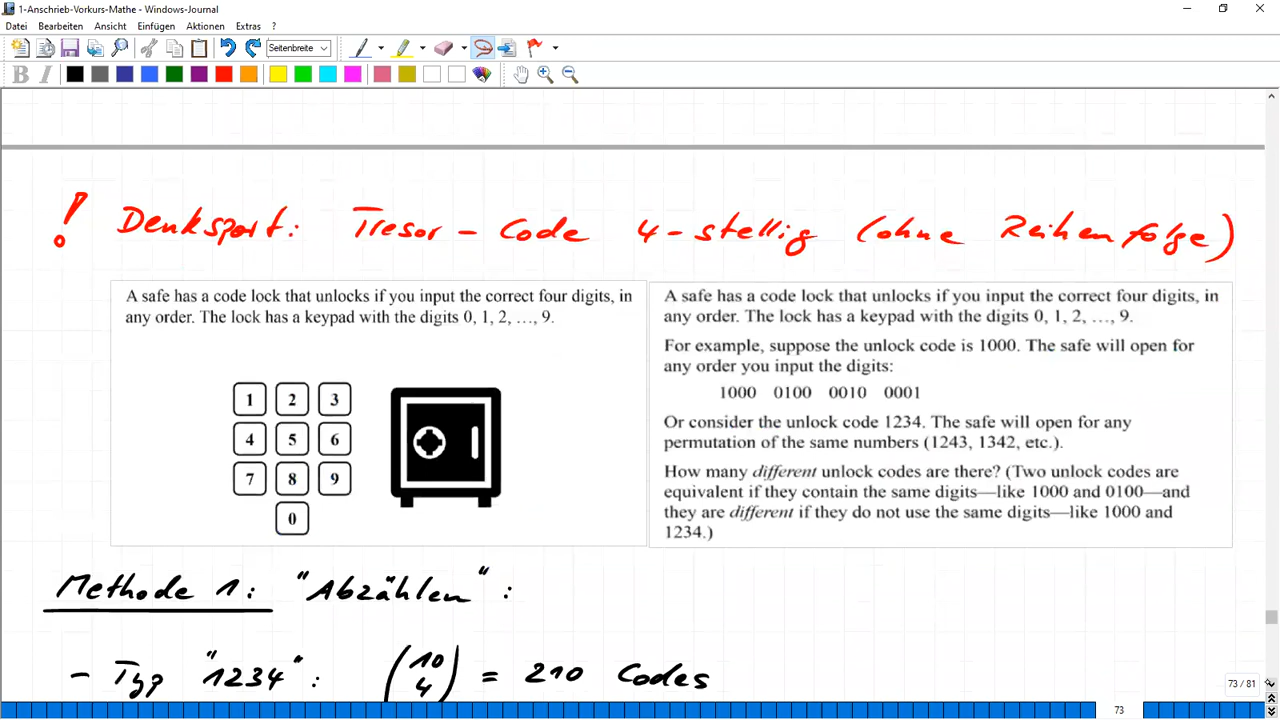 1-Anschrieb-Vorkurs-Mathe - Windows-Journal
Datei Bearbeiten Ansicht Einfügen Aktionen Extras ?
Seitenbreite
B I
! Denksport: Tresor-Code 4-stellig (ohne Reihenfolge)
A safe has a code lock that unlocks if you input the correct four digits, in
any order. The lock has a keypad with the digits 0, 1, 2, …, 9.
1 2 3
4 5 6
7 8 9
0
A safe has a code lock that unlocks if you input the correct four digits, in
any order. The lock has a keypad with the digits 0, 1, 2, …, 9.
For example, suppose the unlock code is 1000. The safe will open for
any order you input the digits:
1000 0100 0010 0001
Or consider the unlock code 1234. The safe will open for any
permutation of the same numbers (1243, 1342, etc.).
How many different unlock codes are there? (Two unlock codes are
equivalent if they contain the same digits—like 1000 and 0100—and
they are different if they do not use the same digits—like 1000 and
1234.)
Methode 1: "Abzählen":
- Typ "1234": (10 4) = 210 Codes
73 / 81
73